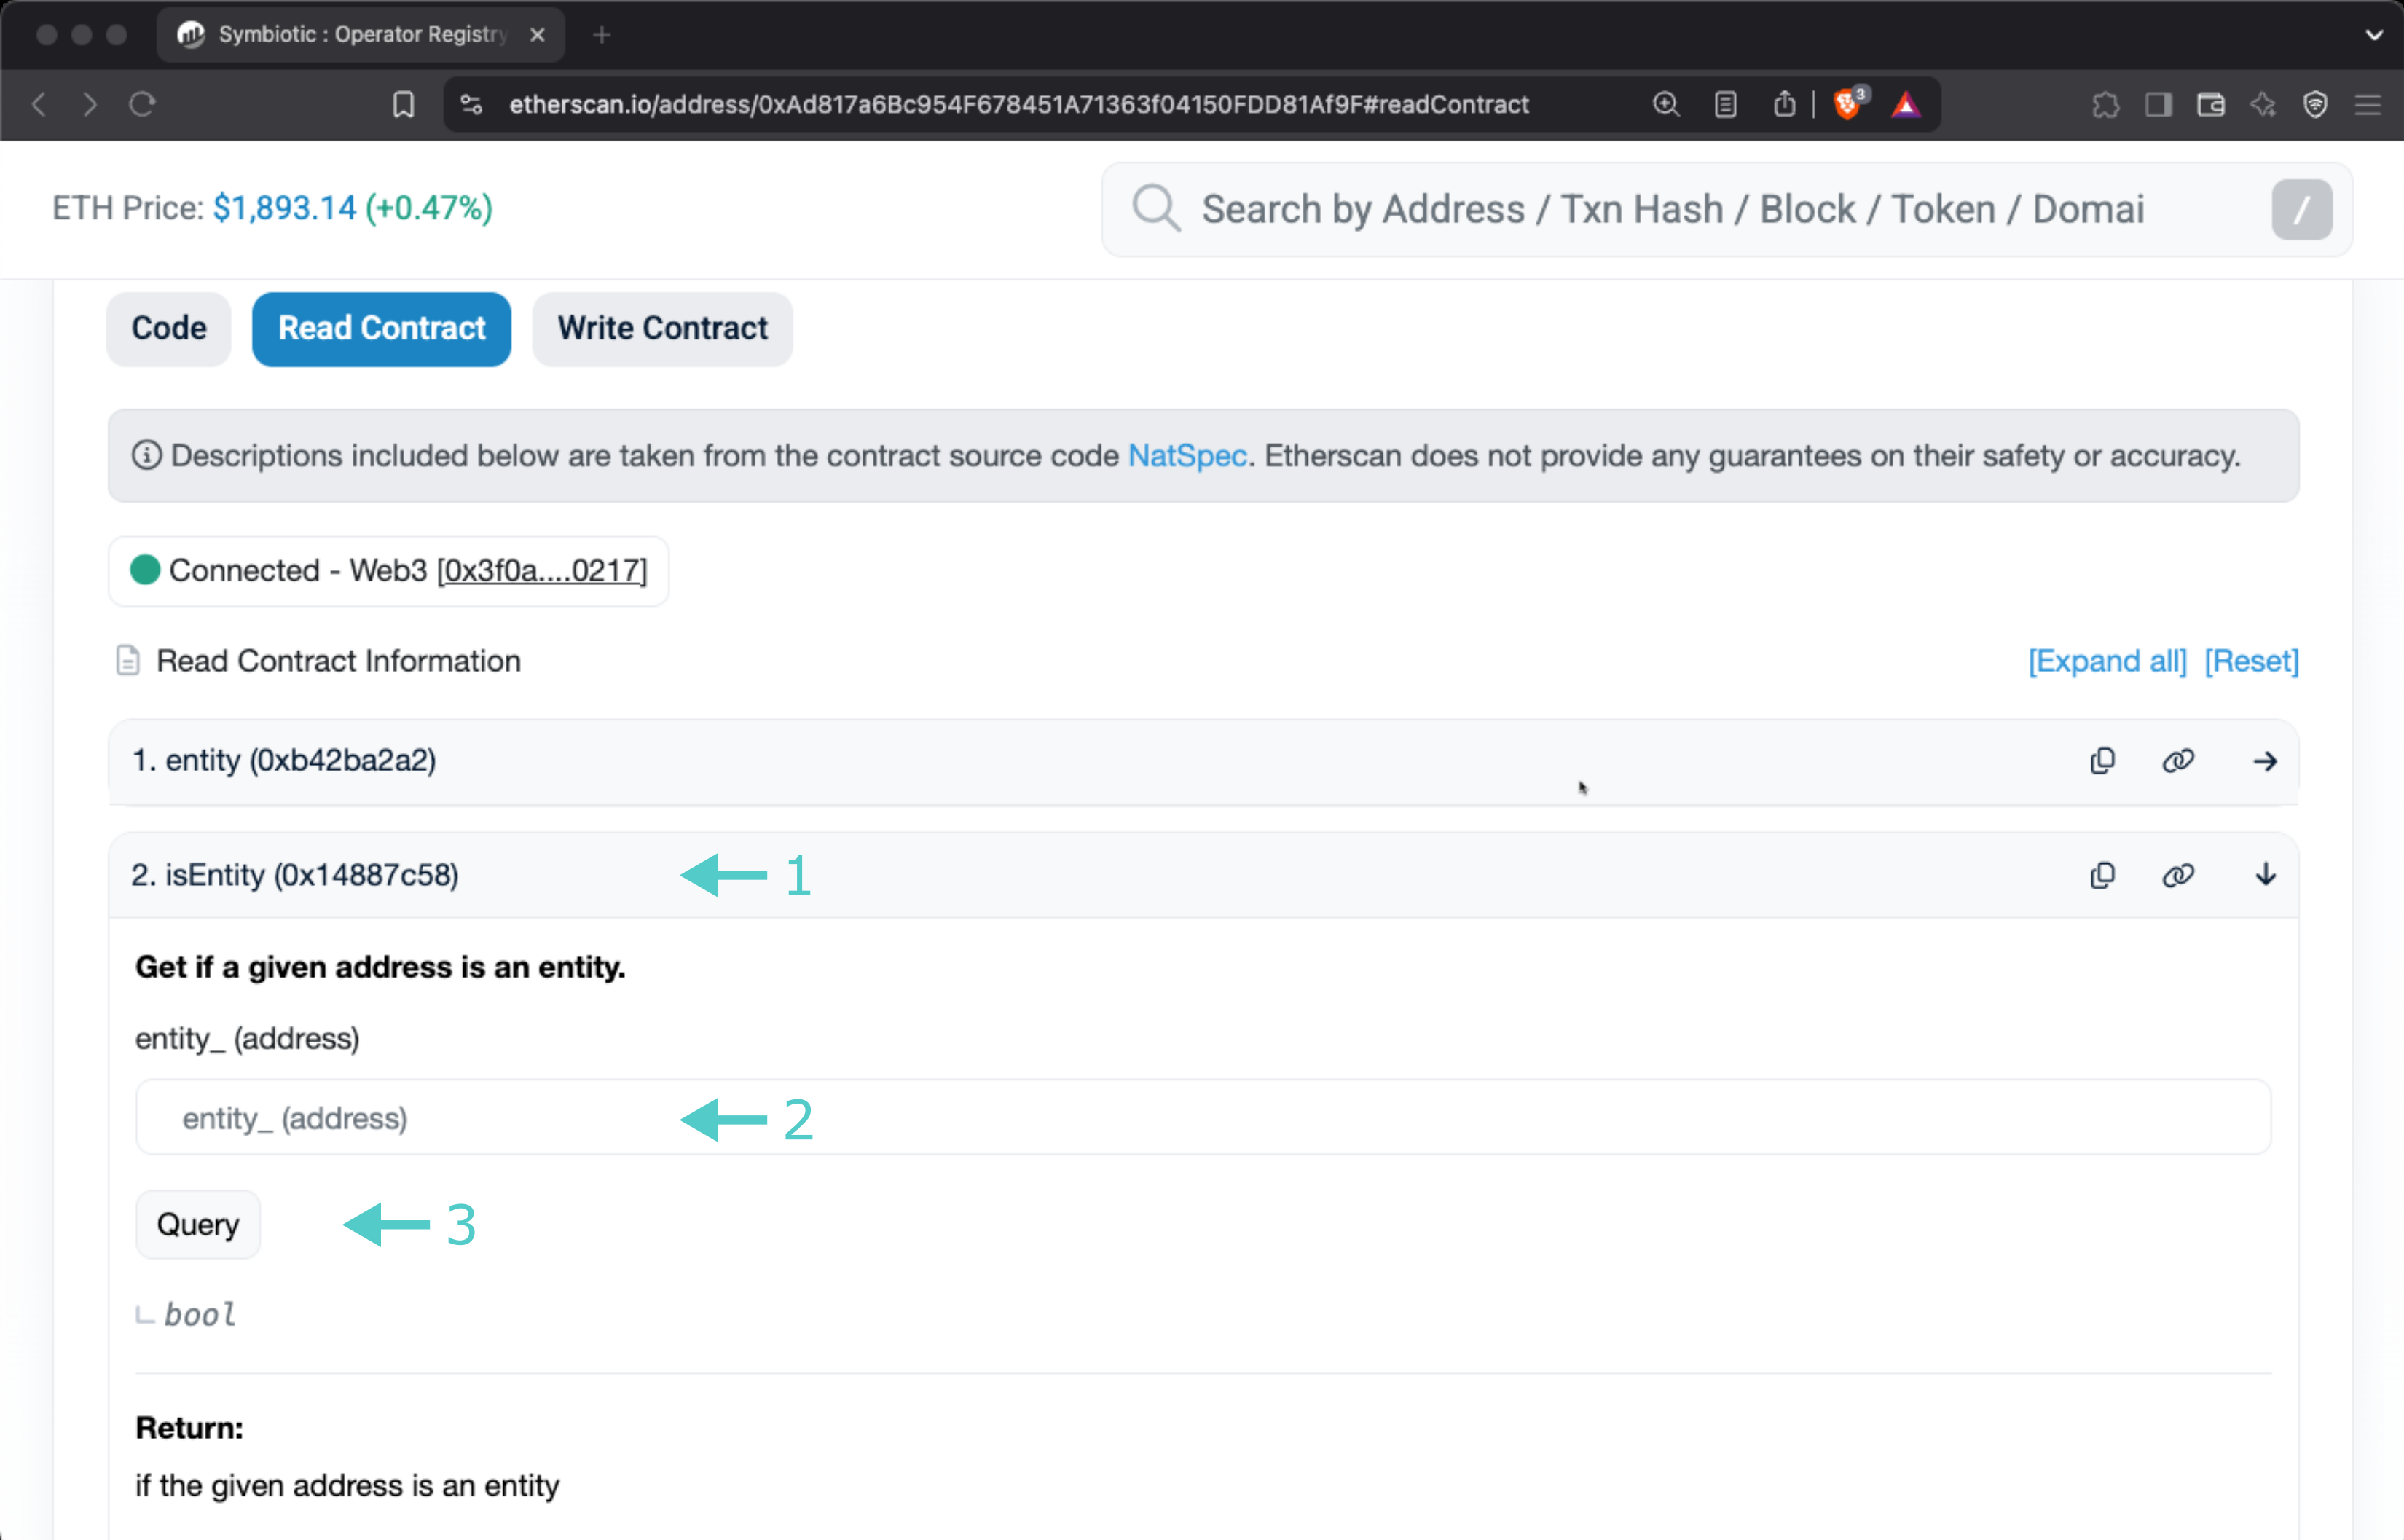 Symbiotic : Operator Registry
etherscan.io/address/0xAd817a6Bc954F678451A71363f04150FDD81Af9F#readContract
3
ETH Price: $1,893.14 (+0.47%)
Search by Address / Txn Hash / Block / Token / Domai
/
Code
Read Contract
Write Contract
Descriptions included below are taken from the contract source code NatSpec. Etherscan does not provide any guarantees on their safety or accuracy.
Connected - Web3 [0x3f0a....0217]
Read Contract Information
[Expand all] [Reset]
1. entity (0xb42ba2a2)
2. isEntity (0x14887c58)
1
Get if a given address is an entity.
entity_ (address)
entity_ (address)
2
Query
3
bool
Return:
if the given address is an entity